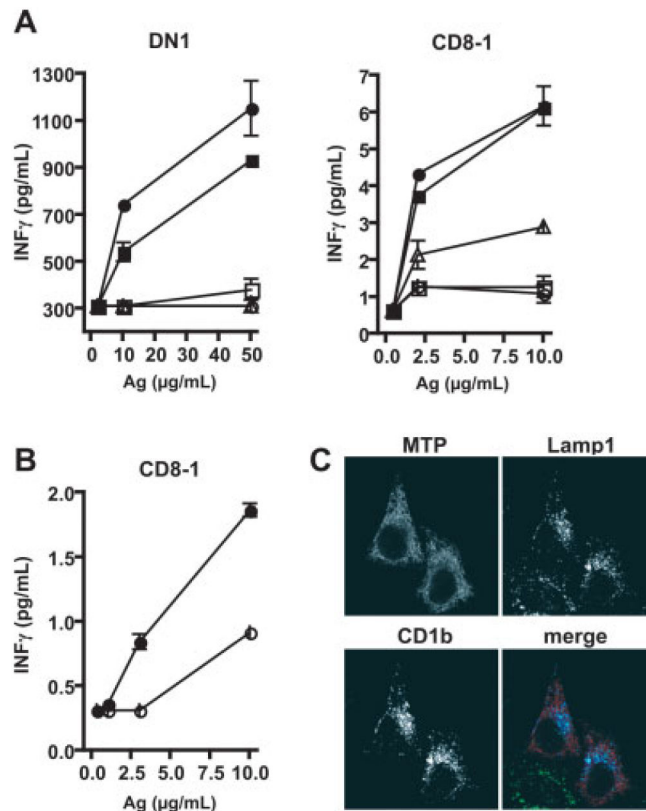 A
DN1
CD8-1
1300
1100
900
700
500
300
INFγ (pg/mL)
0 10 20 30 40 50
Ag (µg/mL)
7
6
5
4
3
2
1
0
INFγ (pg/mL)
0.0 2.5 5.0 7.5 10.0
Ag (µg/mL)
B
CD8-1
2.0
1.5
1.0
0.5
0.0
INFγ (pg/mL)
0.0 2.5 5.0 7.5 10.0
Ag (µg/mL)
C
MTP
Lamp1
CD1b
merge